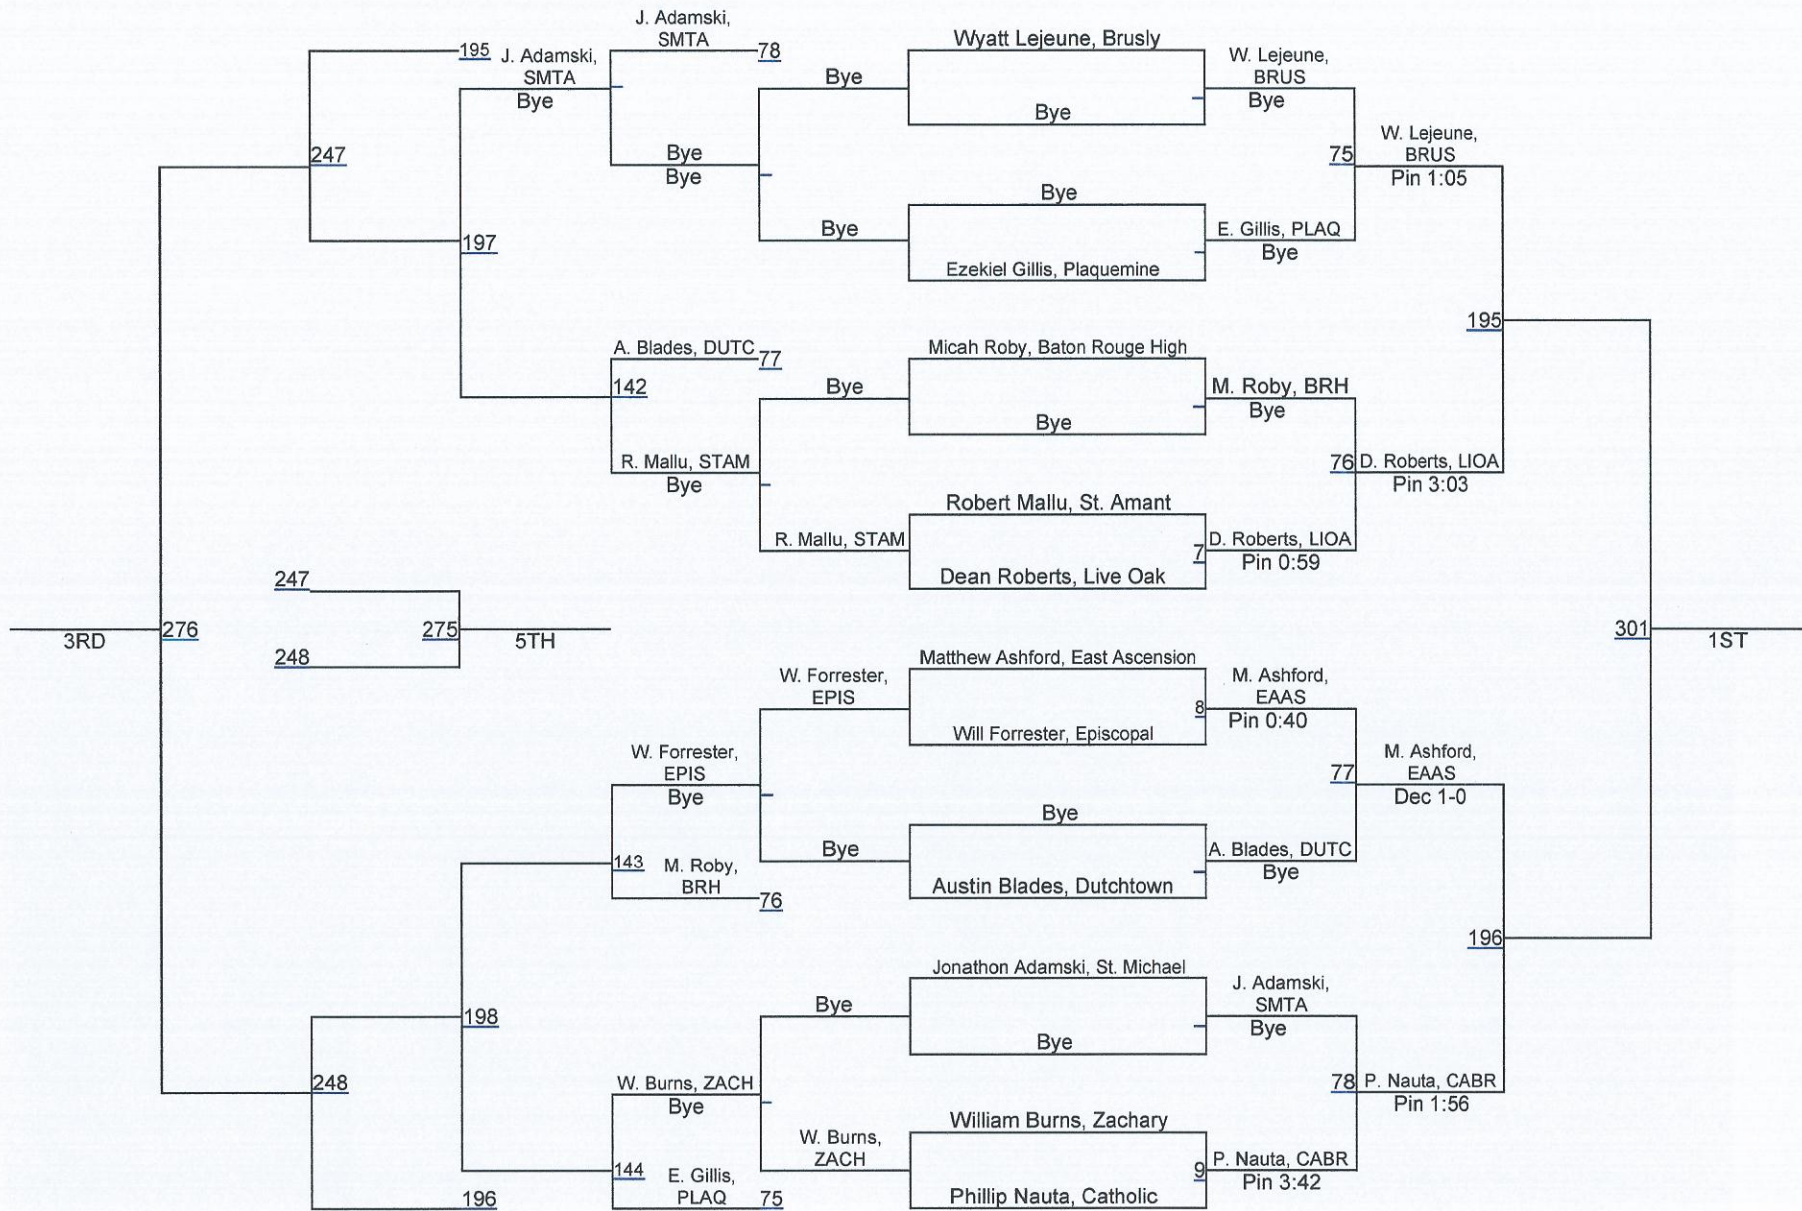 J. Adamski,
SMTA
195
78
J. Adamski,
SMTA
Bye
Bye
Bye
Bye
Bye
247
197
A. Blades, DUTC
77
142
R. Mallu, STAM
Bye
Bye
R. Mallu, STAM
247
248
275
5TH
3RD
276
W. Forrester,
EPIS
W. Forrester,
EPIS
Bye
Bye
143
M. Roby,
BRH
76
198
248
196
Bye
W. Burns, ZACH
Bye
W. Burns,
ZACH
144
E. Gillis,
PLAQ
75
Wyatt Lejeune, Brusly
Bye
W. Lejeune,
BRUS
Bye
Bye
Ezekiel Gillis, Plaquemine
E. Gillis, PLAQ
Bye
75
W. Lejeune,
BRUS
Pin 1:05
Micah Roby, Baton Rouge High
Bye
M. Roby, BRH
Bye
Robert Mallu, St. Amant
7
Dean Roberts, Live Oak
D. Roberts, LIOA
Pin 0:59
76
D. Roberts, LIOA
Pin 3:03
195
Matthew Ashford, East Ascension
8
Will Forrester, Episcopal
M. Ashford,
EAAS
Pin 0:40
Bye
Austin Blades, Dutchtown
A. Blades, DUTC
Bye
77
M. Ashford,
EAAS
Dec 1-0
Jonathon Adamski, St. Michael
Bye
J. Adamski,
SMTA
Bye
William Burns, Zachary
9
Phillip Nauta, Catholic
P. Nauta, CABR
Pin 3:42
78
P. Nauta, CABR
Pin 1:56
196
301
1ST